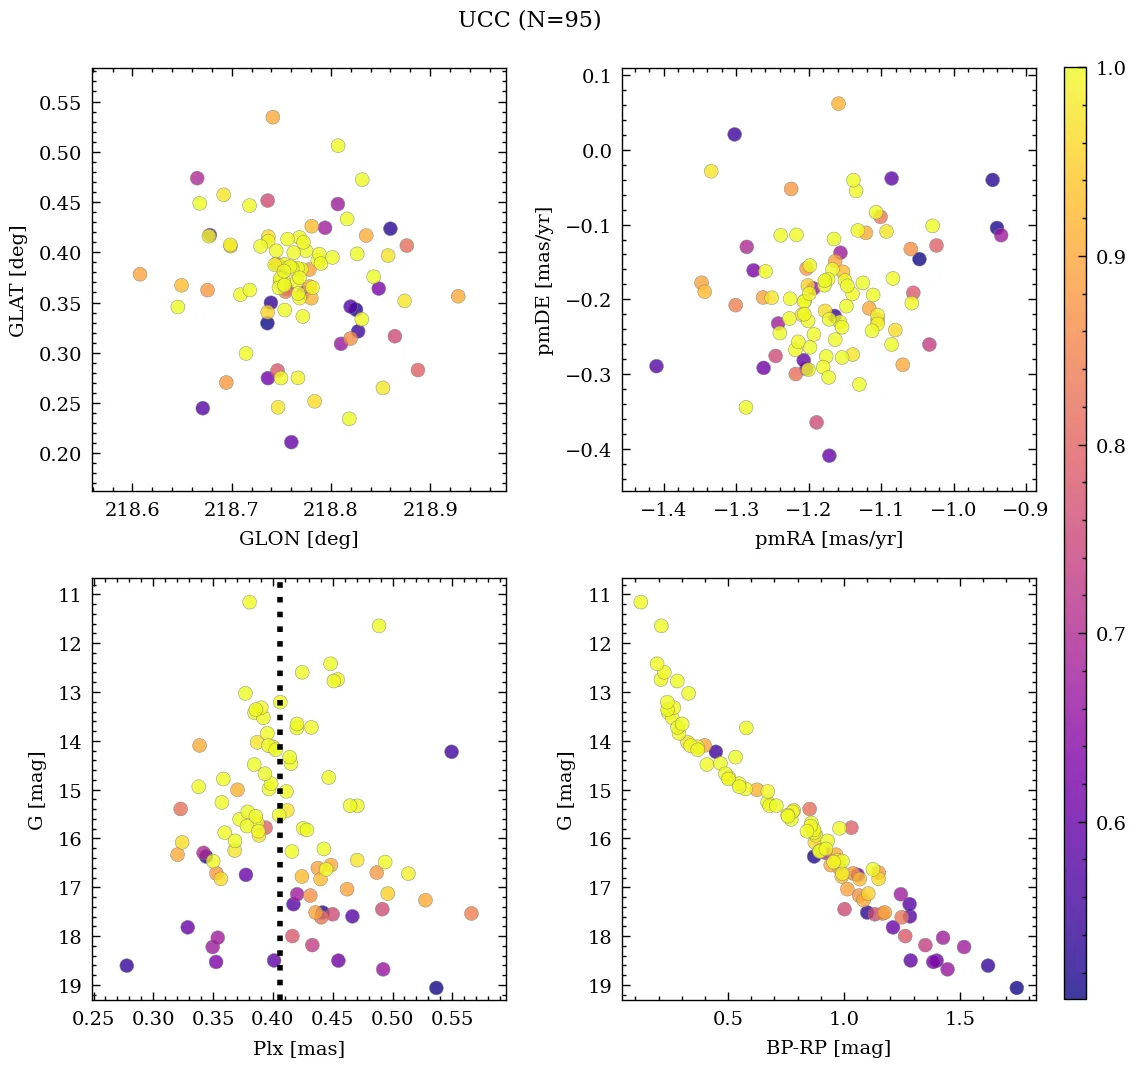 UCC (N=95)
0.55
0.50
0.45
0.40
0.35
0.30
0.25
0.20
GLAT [deg]
218.6 218.7 218.8 218.9
GLON [deg]
0.1
0.0
−0.1
−0.2
−0.3
−0.4
pmDE [mas/yr]
−1.4 −1.3 −1.2 −1.1 −1.0 −0.9
pmRA [mas/yr]
1.0
0.9
0.8
0.7
0.6
11
12
13
14
15
16
17
18
19
G [mag]
0.25 0.30 0.35 0.40 0.45 0.50 0.55
Plx [mas]
11
12
13
14
15
16
17
18
19
G [mag]
0.5 1.0 1.5
BP-RP [mag]